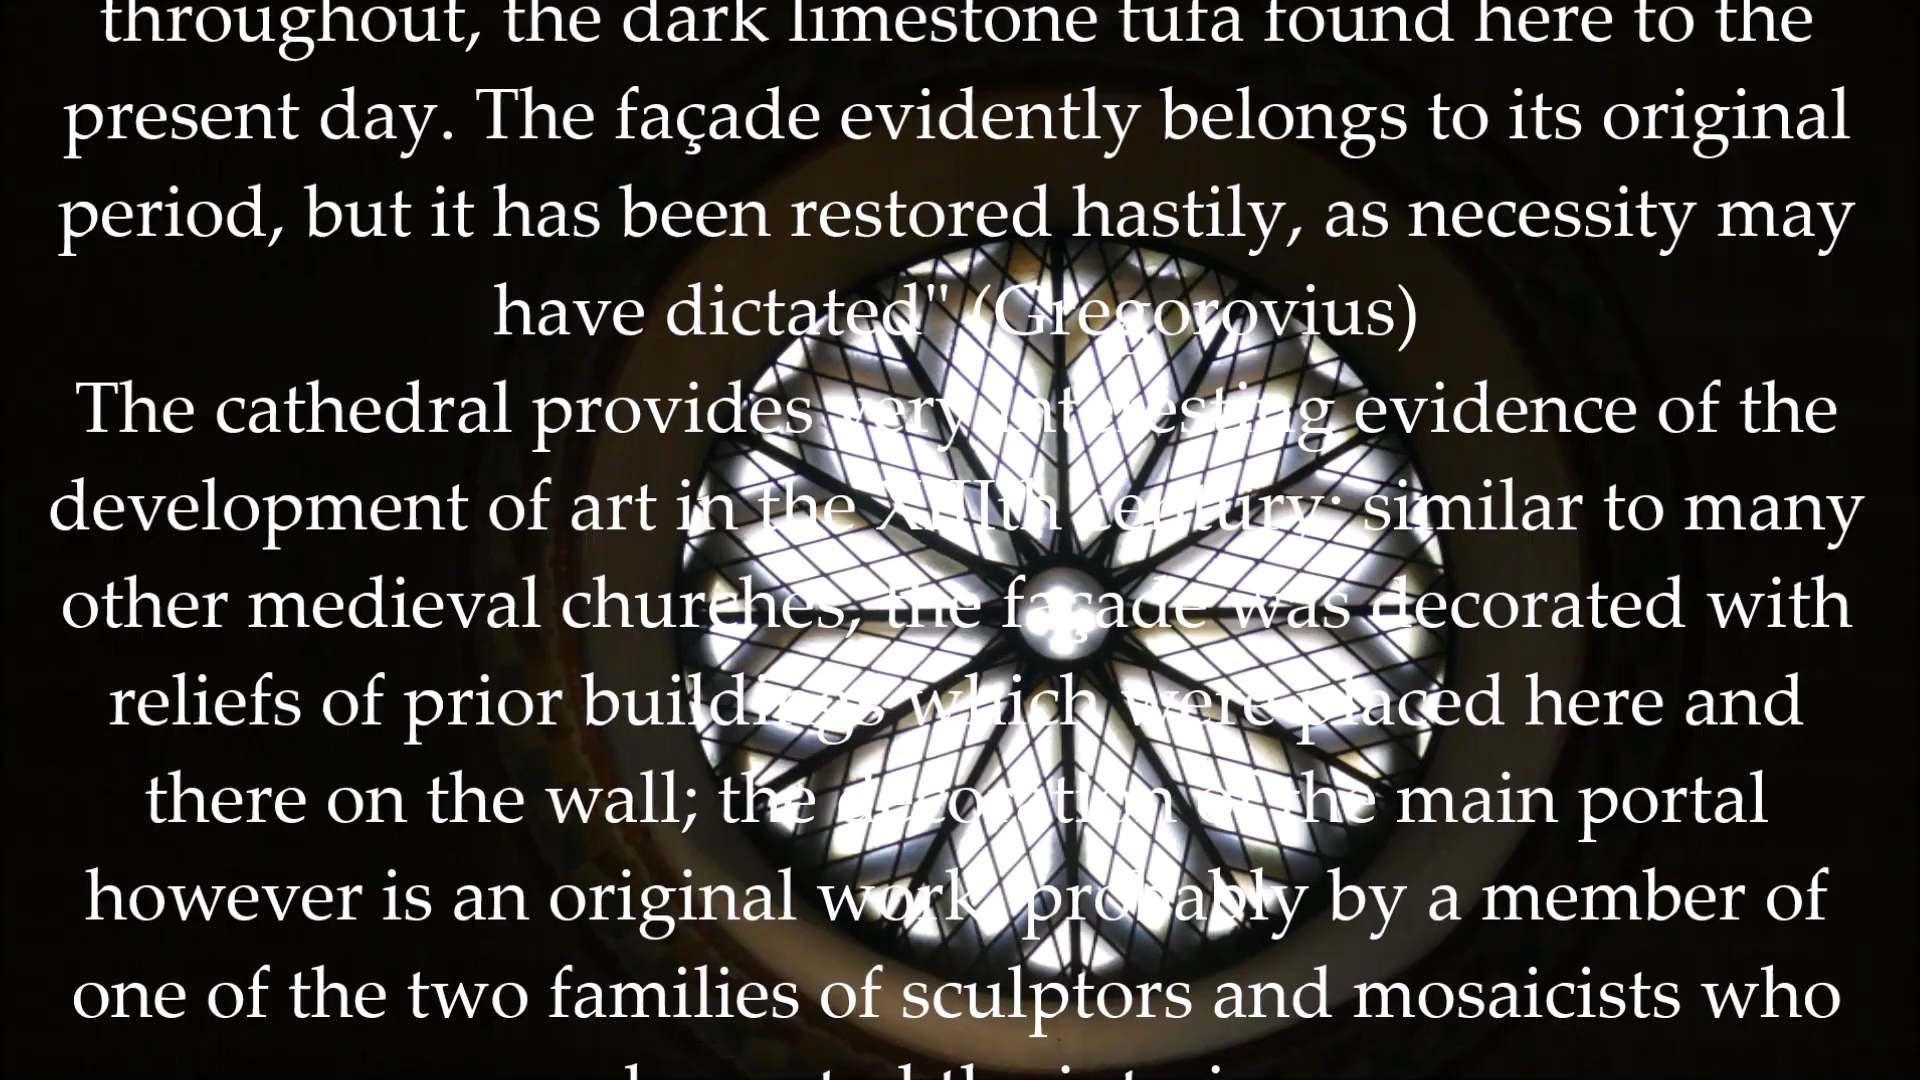 throughout, the dark limestone tufa found here to the
present day. The façade evidently belongs to its original
period, but it has been restored hastily, as necessity may
have dictated" (Gregorovius)
The cathedral provides very interesting evidence of the
development of art in the XIIIth century; similar to many
other medieval churches, the façade was decorated with
reliefs of prior buildings which were placed here and
there on the wall; the decoration of the main portal
however is an original work, probably by a member of
one of the two families of sculptors and mosaicists who